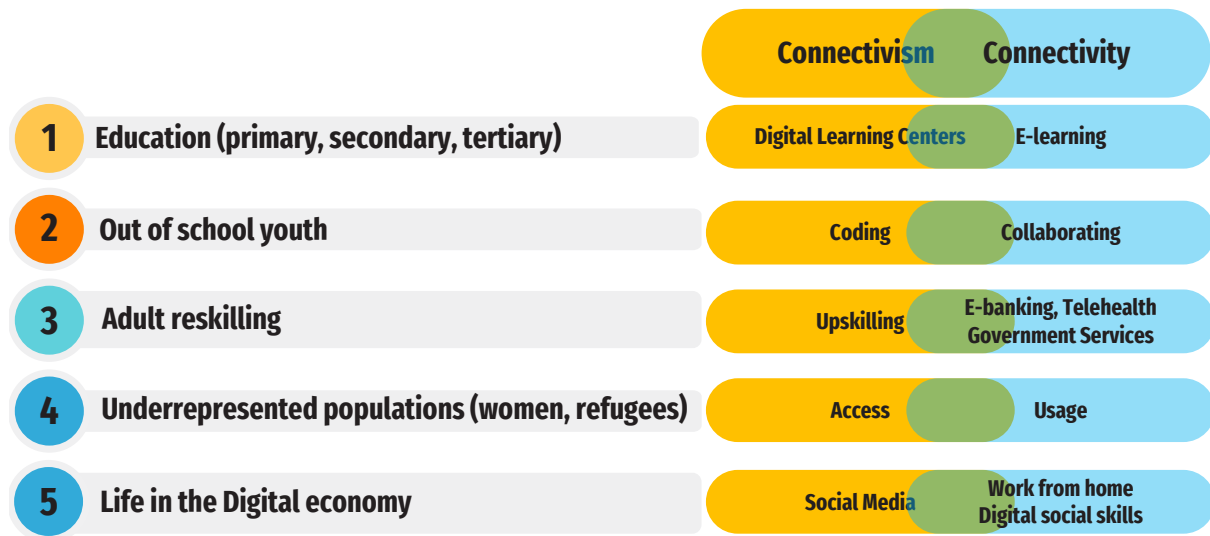 Connectivism Connectivity
1 Education (primary, secondary, tertiary) Digital Learning Centers E-learning
2 Out of school youth Coding Collaborating
3 Adult reskilling Upskilling E-banking, Telehealth
Government Services
4 Underrepresented populations (women, refugees) Access Usage
5 Life in the Digital economy Social Media Work from home
Digital social skills